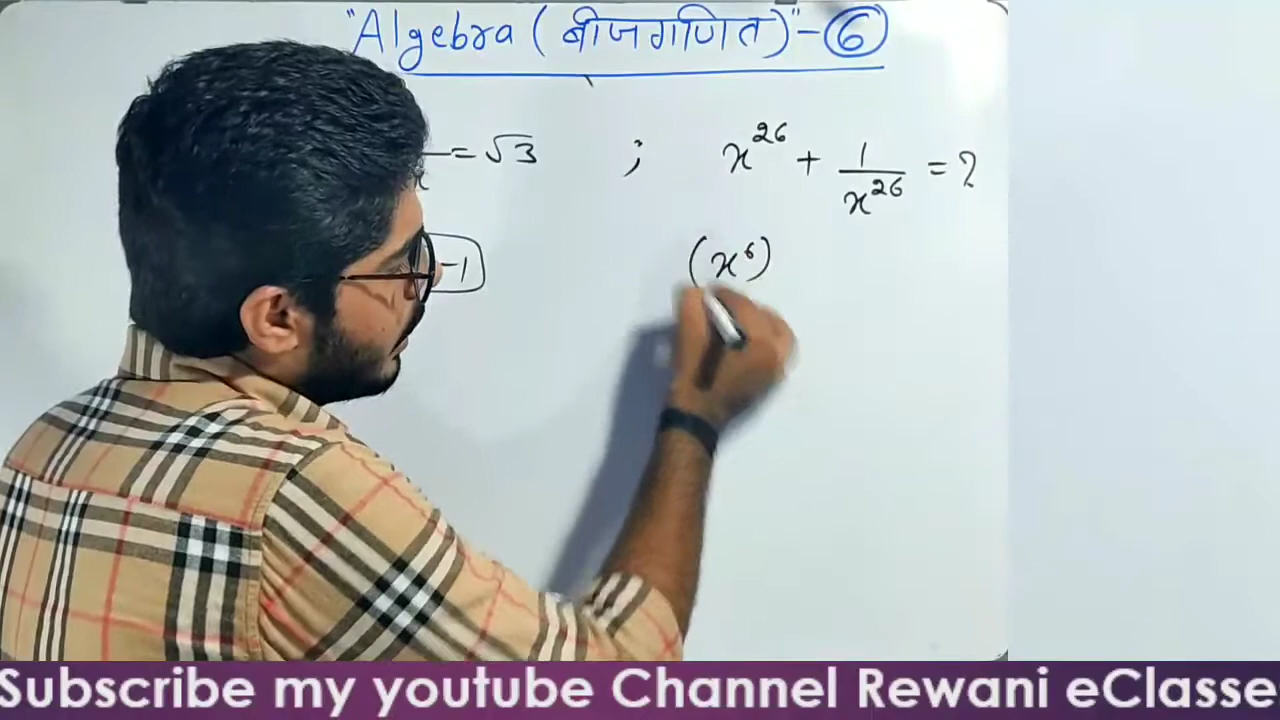 "Algebra (बीजगणित)"-⑥
= √3 ; x²⁶ + 1/x²⁶ = ?
-1 (x⁶)
Subscribe my youtube Channel Rewani eClasse